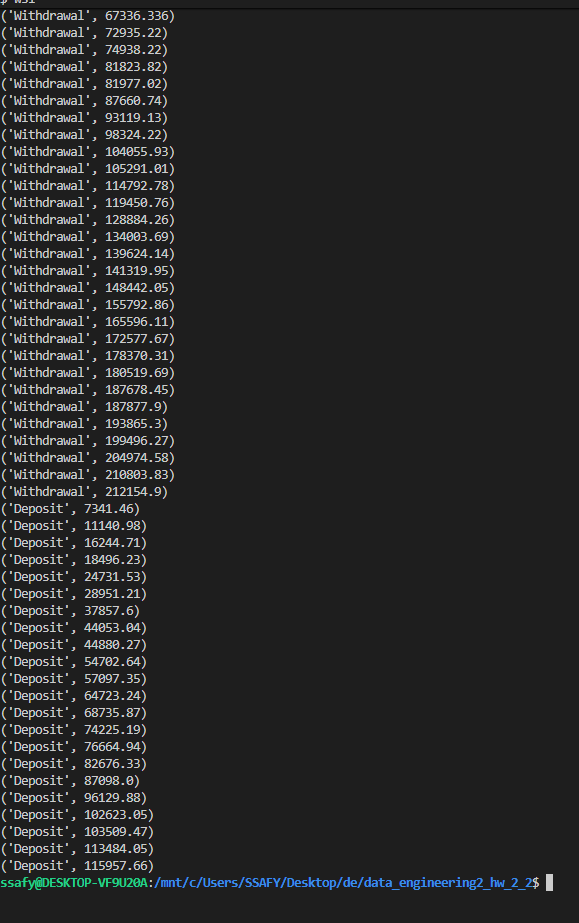 ('Withdrawal', 67336.336)
('Withdrawal', 72935.22)
('Withdrawal', 74938.22)
('Withdrawal', 81823.82)
('Withdrawal', 81977.02)
('Withdrawal', 87660.74)
('Withdrawal', 93119.13)
('Withdrawal', 98324.22)
('Withdrawal', 104055.93)
('Withdrawal', 105291.01)
('Withdrawal', 114792.78)
('Withdrawal', 119450.76)
('Withdrawal', 128884.26)
('Withdrawal', 134003.69)
('Withdrawal', 139624.14)
('Withdrawal', 141319.95)
('Withdrawal', 148442.05)
('Withdrawal', 155792.86)
('Withdrawal', 165596.11)
('Withdrawal', 172577.67)
('Withdrawal', 178370.31)
('Withdrawal', 180519.69)
('Withdrawal', 187678.45)
('Withdrawal', 187877.9)
('Withdrawal', 193865.3)
('Withdrawal', 199496.27)
('Withdrawal', 204974.58)
('Withdrawal', 210803.83)
('Withdrawal', 212154.9)
('Deposit', 7341.46)
('Deposit', 11140.98)
('Deposit', 16244.71)
('Deposit', 18496.23)
('Deposit', 24731.53)
('Deposit', 28951.21)
('Deposit', 37857.6)
('Deposit', 44053.04)
('Deposit', 44880.27)
('Deposit', 54702.64)
('Deposit', 57097.35)
('Deposit', 64723.24)
('Deposit', 68735.87)
('Deposit', 74225.19)
('Deposit', 76664.94)
('Deposit', 82676.33)
('Deposit', 87098.0)
('Deposit', 96129.88)
('Deposit', 102623.05)
('Deposit', 103509.47)
('Deposit', 113484.05)
('Deposit', 115957.66)
ssafy@DESKTOP-VF9U20A:/mnt/c/Users/SSAFY/Desktop/de/data_engineering2_hw_2_2$